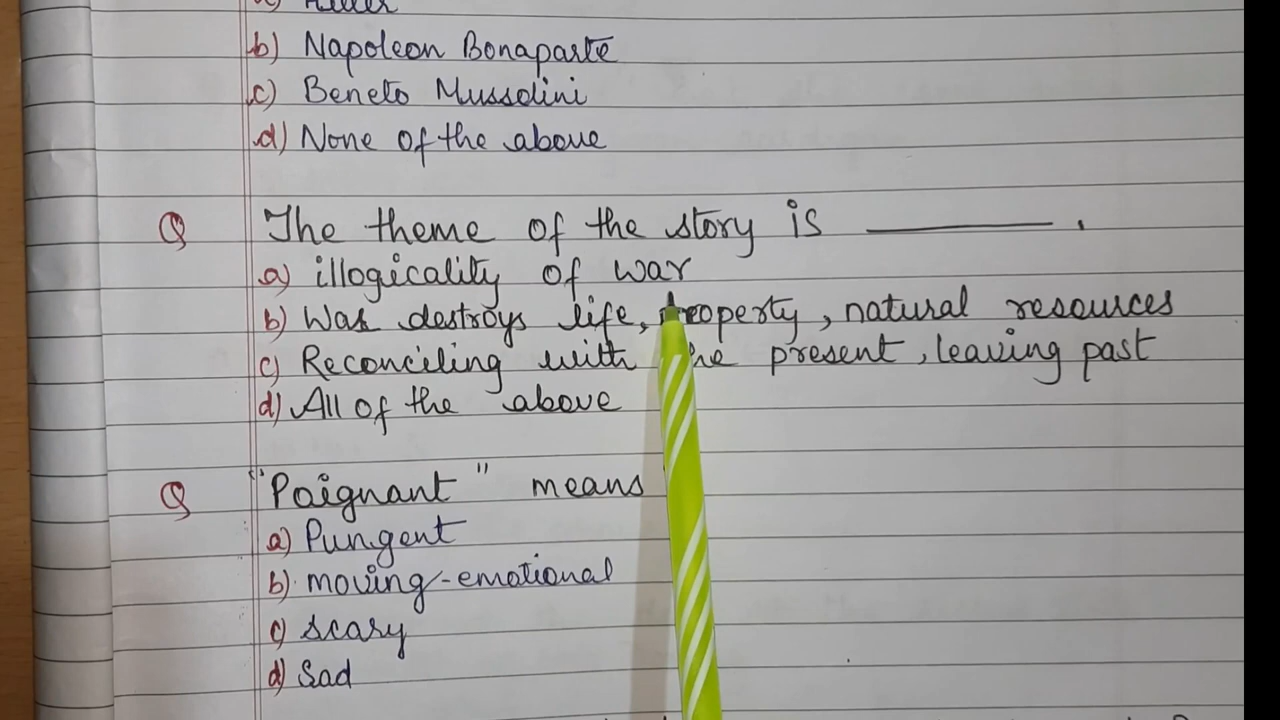 b) Napoleon Bonaparte
c) Beneto Mussolini
d) None of the above
Q The theme of the story is ______ .
a) illogicality of war
b) War destroys life, property, natural resources
c) Reconciling with the present, leaving past
d) All of the above
Q "Poignant" means
a) Pungent
b) moving-emotional
c) scary
d) Sad